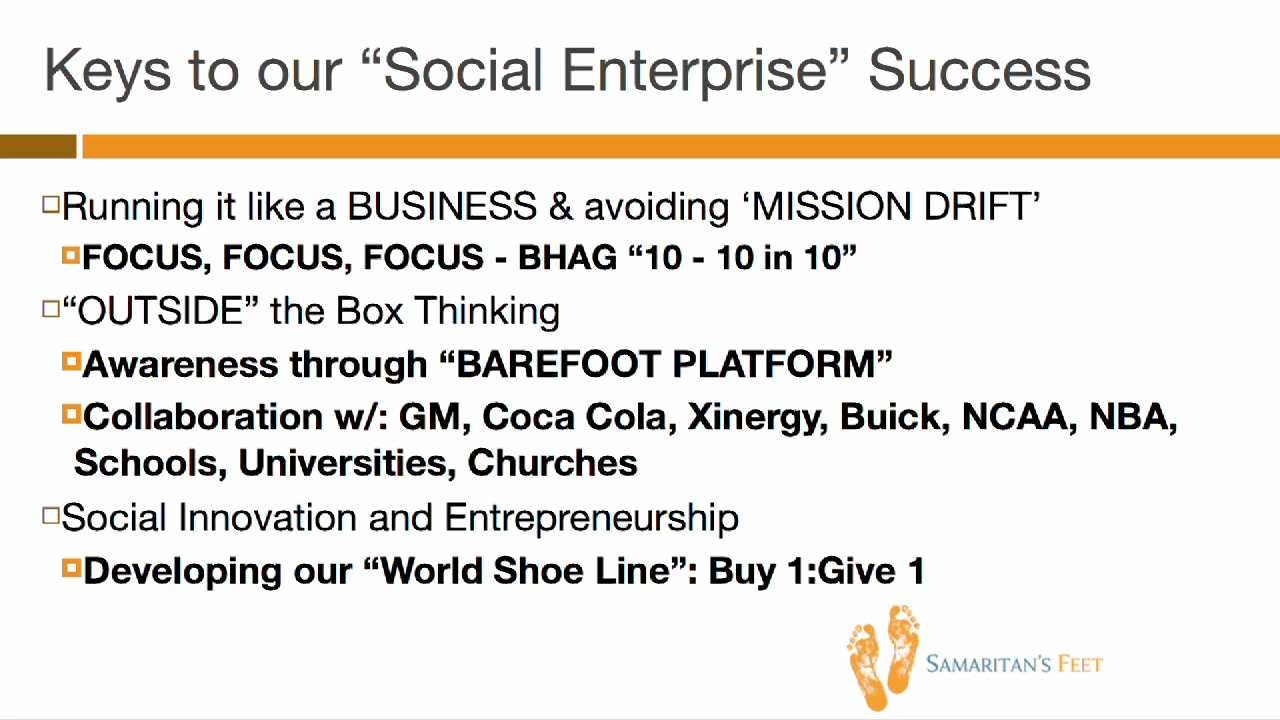 Keys to our “Social Enterprise” Success
Running it like a BUSINESS & avoiding ‘MISSION DRIFT’
FOCUS, FOCUS, FOCUS - BHAG “10 - 10 in 10”
“OUTSIDE” the Box Thinking
Awareness through “BAREFOOT PLATFORM”
Collaboration w/: GM, Coca Cola, Xinergy, Buick, NCAA, NBA,
Schools, Universities, Churches
Social Innovation and Entrepreneurship
Developing our “World Shoe Line”: Buy 1:Give 1
SAMARITAN’S FEET